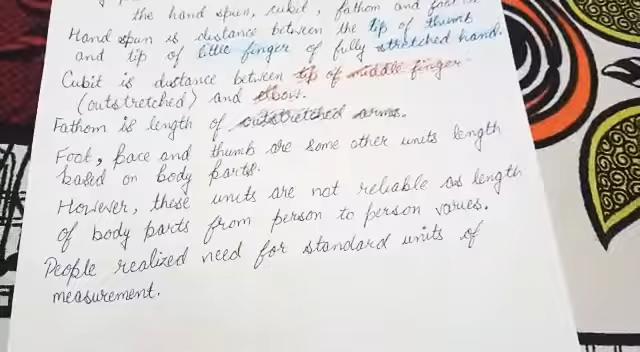 the hand span, cubit, fathom and foot
Hand span is distance between the tip of thumb
and tip of little finger of fully stretched hand.
Cubit is distance between tip of middle finger
(outstretched) and elbow.
Fathom is length of outstretched arms.
Foot, pace and thumb are some other units length
based on body parts.
However, these units are not reliable as length
of body parts from person to person varies.
People realized need for standard units of
measurement.